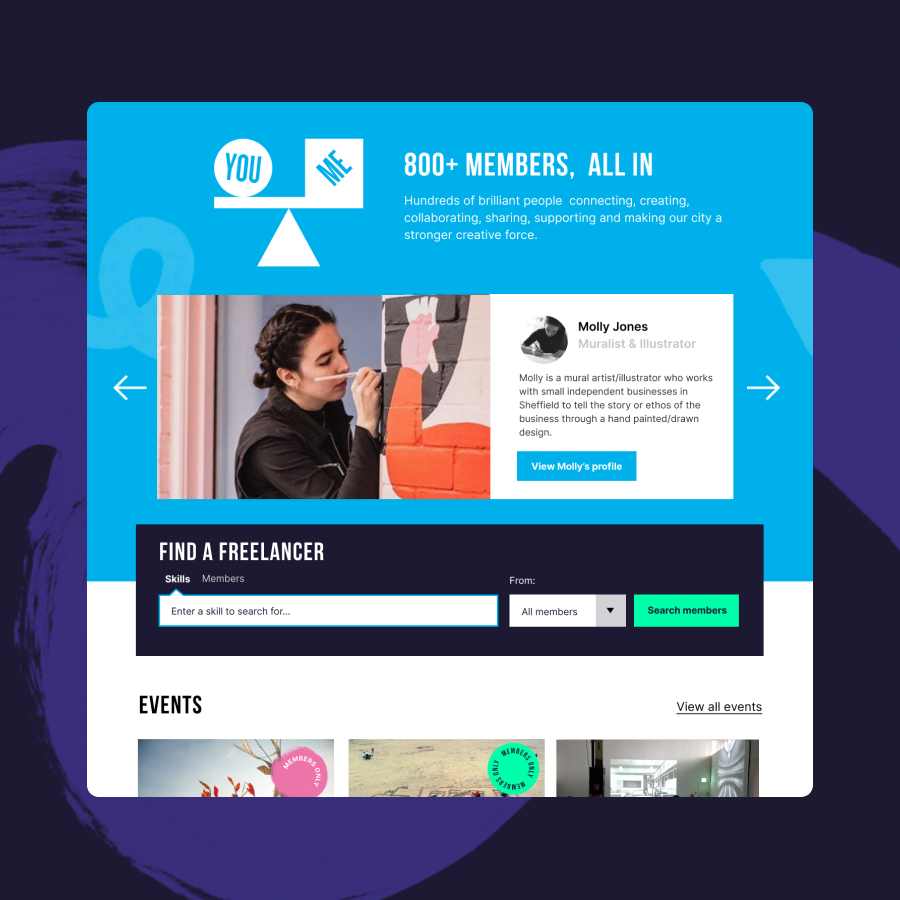 YOU
ME
800+ MEMBERS, ALL IN
Hundreds of brilliant people connecting, creating,
collaborating, sharing, supporting and making our city a
stronger creative force.
Molly Jones
Muralist & Illustrator
Molly is a mural artist/illustrator who works
with small independent businesses in
Sheffield to tell the story or ethos of the
business through a hand painted/drawn
design.
View Molly's profile
FIND A FREELANCER
Skills Members
From:
Enter a skill to search for...
All members
Search members
EVENTS
View all events
MEMBERS ONLY
MEMBERS ONLY MEMBERS ONLY